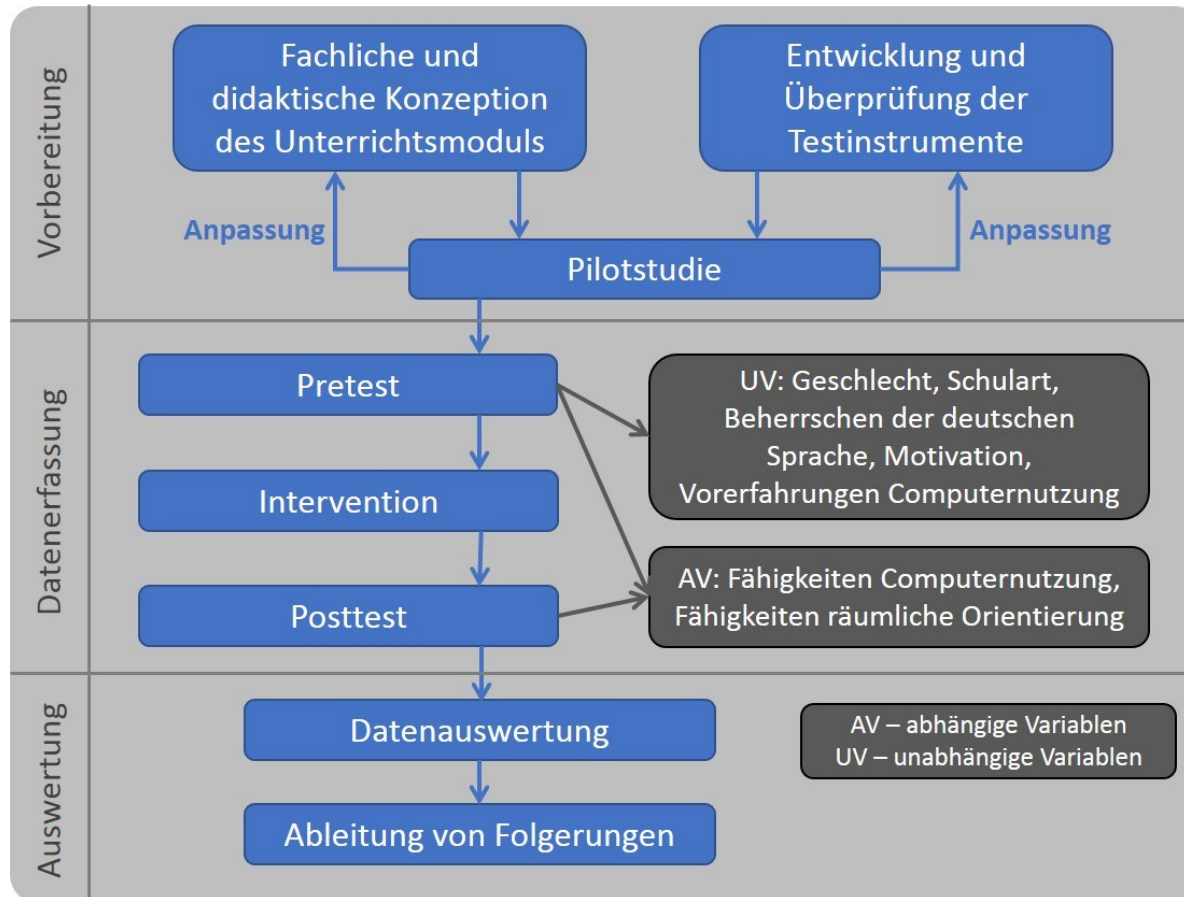 Vorbereitung
Fachliche und
didaktische Konzeption
des Unterrichtsmoduls
Entwicklung und
Überprüfung der
Testinstrumente
Anpassung
Anpassung
Pilotstudie
Datenerfassung
Pretest
UV: Geschlecht, Schulart,
Beherrschen der deutschen
Sprache, Motivation,
Vorerfahrungen Computernutzung
Intervention
AV: Fähigkeiten Computernutzung,
Fähigkeiten räumliche Orientierung
Posttest
Auswertung
Datenauswertung
AV – abhängige Variablen
UV – unabhängige Variablen
Ableitung von Folgerungen